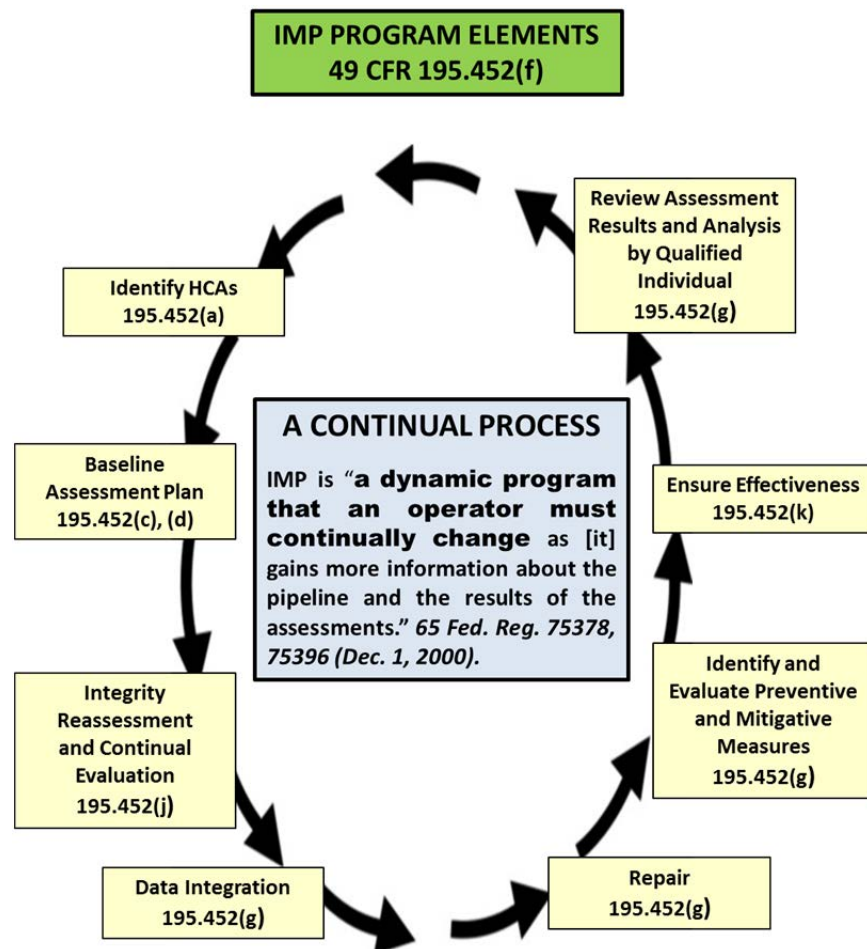 IMP PROGRAM ELEMENTS
49 CFR 195.452(f)
Review Assessment
Results and Analysis
by Qualified
Individual
195.452(g)
Identify HCAs
195.452(a)
A CONTINUAL PROCESS
IMP is “a dynamic program
that an operator must
continually change as [it]
gains more information about the
pipeline and the results of the
assessments.” 65 Fed. Reg. 75378,
75396 (Dec. 1, 2000).
Baseline
Assessment Plan
195.452(c), (d)
Ensure Effectiveness
195.452(k)
Integrity
Reassessment
and Continual
Evaluation
195.452(j)
Identify and
Evaluate Preventive
and Mitigative
Measures
195.452(g)
Data Integration
195.452(g)
Repair
195.452(g)